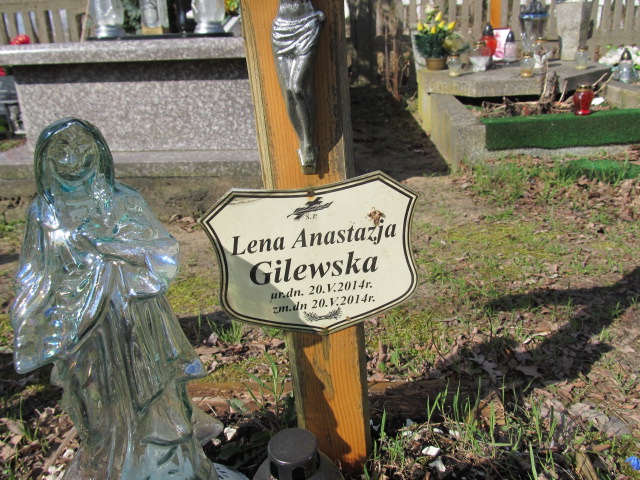 Ś.P.
Lena Anastazja
Gilewska
ur.dn. 20.V.2014r.
zm.dn 20.V.2014r.